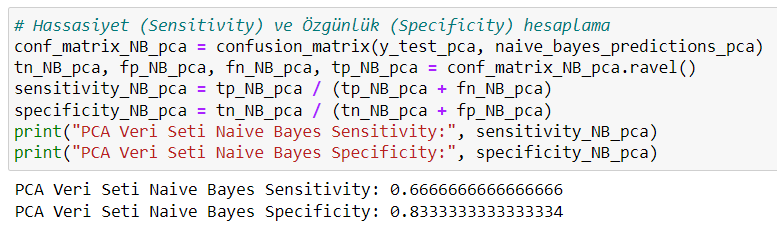 # Hassasiyet (Sensitivity) ve Özgünlük (Specificity) hesaplama
conf_matrix_NB_pca = confusion_matrix(y_test_pca, naive_bayes_predictions_pca)
tn_NB_pca, fp_NB_pca, fn_NB_pca, tp_NB_pca = conf_matrix_NB_pca.ravel()
sensitivity_NB_pca = tp_NB_pca / (tp_NB_pca + fn_NB_pca)
specificity_NB_pca = tn_NB_pca / (tn_NB_pca + fp_NB_pca)
print("PCA Veri Seti Naive Bayes Sensitivity:", sensitivity_NB_pca)
print("PCA Veri Seti Naive Bayes Specificity:", specificity_NB_pca)
PCA Veri Seti Naive Bayes Sensitivity: 0.6666666666666666
PCA Veri Seti Naive Bayes Specificity: 0.8333333333333334